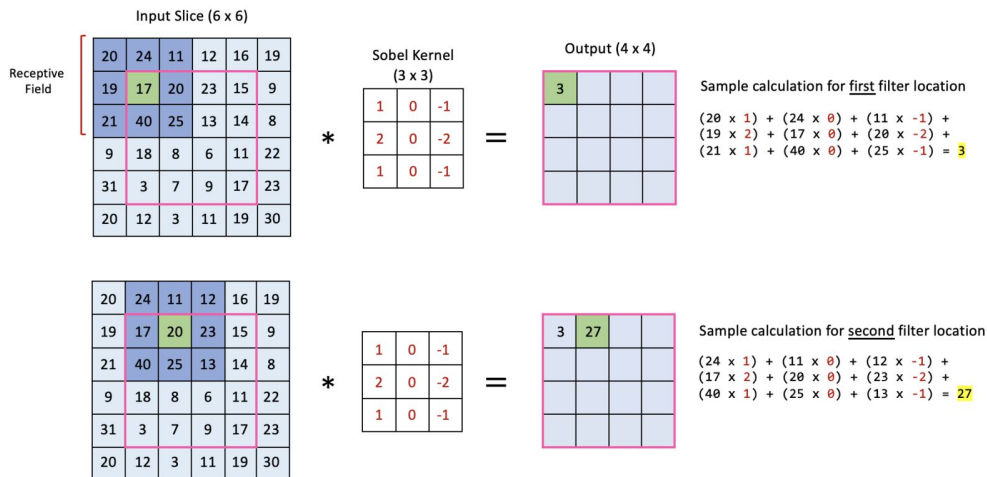 Input Slice (6 x 6)
Receptive
Field
20 24 11 12 16 19
19 17 20 23 15 9
21 40 25 13 14 8
9 18 8 6 11 22
31 3 7 9 17 23
20 12 3 11 19 30
*
Sobel Kernel
(3 x 3)
1 0 -1
2 0 -2
1 0 -1
=
Output (4 x 4)
3
Sample calculation for first filter location
(20 x 1) + (24 x 0) + (11 x -1) +
(19 x 2) + (17 x 0) + (20 x -2) +
(21 x 1) + (40 x 0) + (25 x -1) = 3
20 24 11 12 16 19
19 17 20 23 15 9
21 40 25 13 14 8
9 18 8 6 11 22
31 3 7 9 17 23
20 12 3 11 19 30
*
1 0 -1
2 0 -2
1 0 -1
=
3 27
Sample calculation for second filter location
(24 x 1) + (11 x 0) + (12 x -1) +
(17 x 2) + (20 x 0) + (23 x -2) +
(40 x 1) + (25 x 0) + (13 x -1) = 27